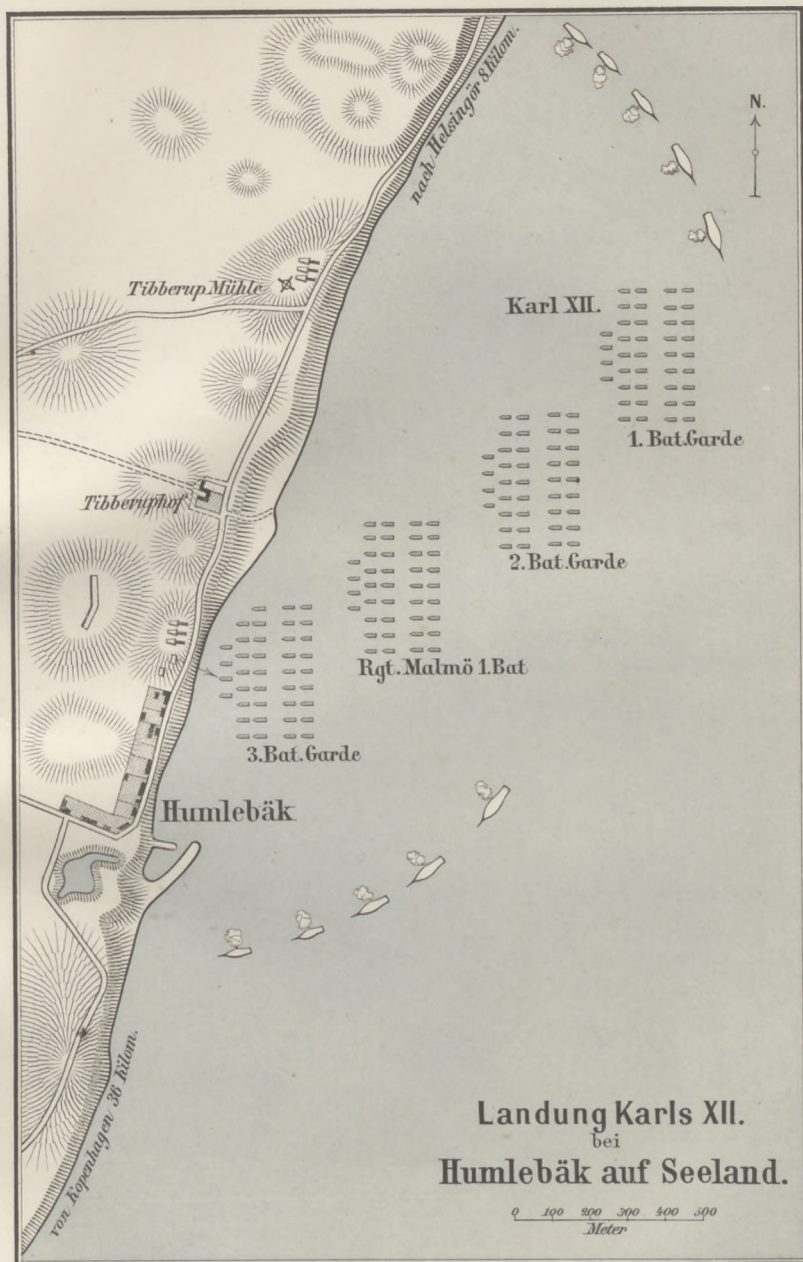 nach Helsingör 8 Kilom.
N.
Tibberup Mühle
Karl XII.
1. Bat. Garde
Tibberuphof
2. Bat. Garde
Rgt. Malmö 1. Bat
3. Bat. Garde
Humlebäk
von Kopenhagen 36 Kilom.
Landung Karls XII.
bei
Humlebäk auf Seeland.
0 100 200 300 400 500
Meter